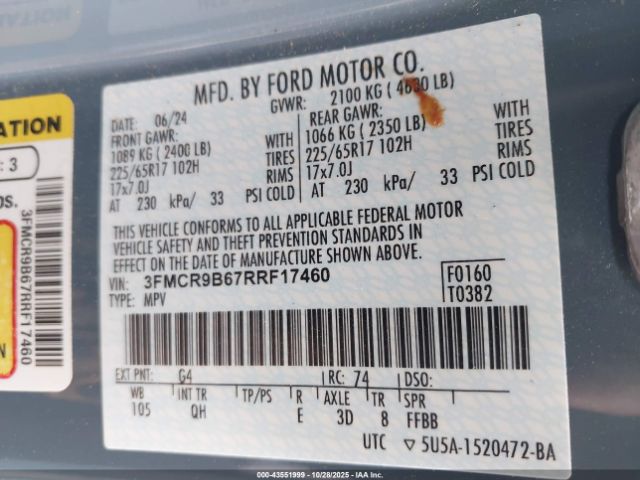 MFD. BY FORD MOTOR CO.
DATE: 06/24
GVWR: 2100 KG ( 4630 LB)
FRONT GAWR:
1089 KG ( 2400 LB)
WITH
225/65R17 102H
TIRES
17x7.0J
RIMS
AT 230 kPa/ 33 PSI COLD
REAR GAWR:
1066 KG ( 2350 LB)
WITH
225/65R17 102H
TIRES
17x7.0J
RIMS
AT 230 kPa/ 33 PSI COLD
THIS VEHICLE CONFORMS TO ALL APPLICABLE FEDERAL MOTOR
VEHICLE SAFETY AND THEFT PREVENTION STANDARDS IN
EFFECT ON THE DATE OF MANUFACTURE SHOWN ABOVE.
VIN: 3FMCR9B67RRF17460
TYPE: MPV
F0160
T0382
EXT PNT: G4 RC: 74 DSO:
WB INT TR TP/PS R AXLE TR SPR
105 QH E 3D 8 FFBB
UTC 5U5A-1520472-BA
: 3
3FMCR9B67RRF17460
000-43551999 | 10/28/2025 | www.iaai.com